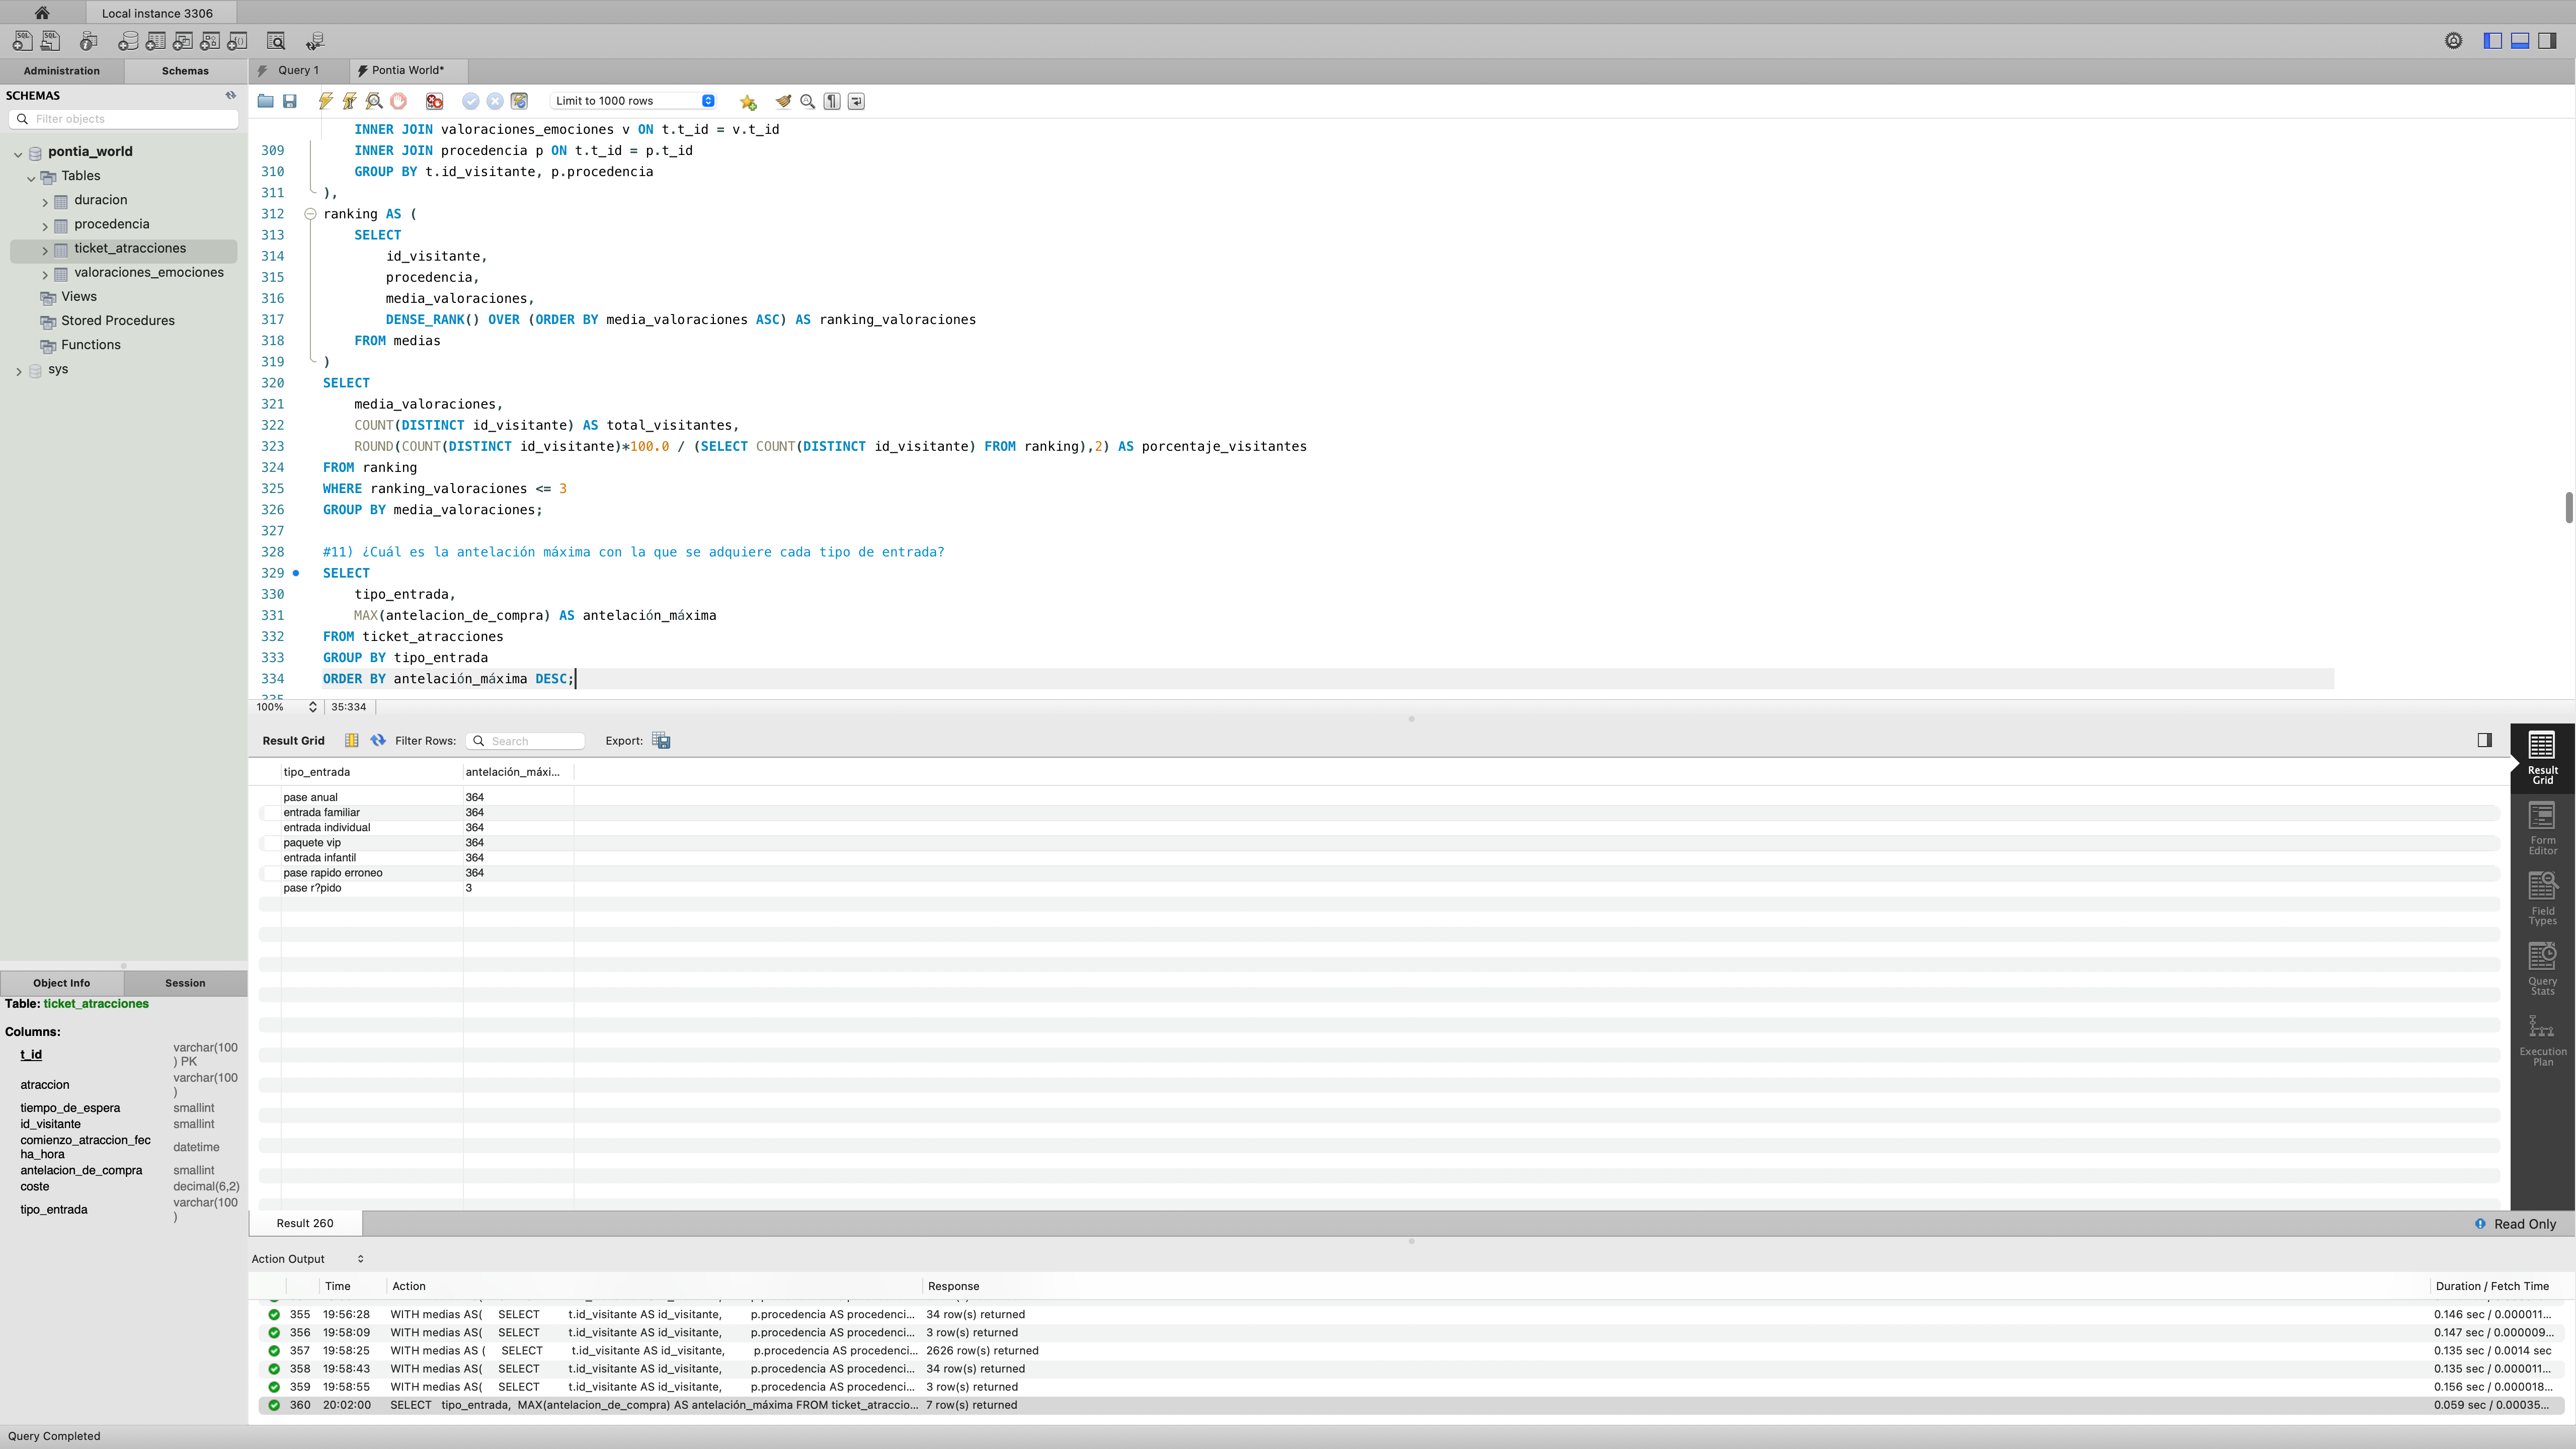 Local instance 3306
Administration
Schemas
Query 1
Pontia World*
SCHEMAS
Filter objects
pontia_world
Tables
duracion
procedencia
ticket_atracciones
valoraciones_emociones
Views
Stored Procedures
Functions
sys
Object Info
Session
Table: ticket_atracciones
Columns:
t_id varchar(100
) PK
atraccion varchar(100
)
tiempo_de_espera smallint
id_visitante smallint
comienzo_atraccion_fec
ha_hora datetime
antelacion_de_compra smallint
coste decimal(6,2)
tipo_entrada varchar(100
)
Limit to 1000 rows
INNER JOIN valoraciones_emociones v ON t.t_id = v.t_id
309 INNER JOIN procedencia p ON t.t_id = p.t_id
310 GROUP BY t.id_visitante, p.procedencia
311 ),
312 ranking AS (
313 SELECT
314 id_visitante,
315 procedencia,
316 media_valoraciones,
317 DENSE_RANK() OVER (ORDER BY media_valoraciones ASC) AS ranking_valoraciones
318 FROM medias
319 )
320 SELECT
321 media_valoraciones,
322 COUNT(DISTINCT id_visitante) AS total_visitantes,
323 ROUND(COUNT(DISTINCT id_visitante)*100.0 / (SELECT COUNT(DISTINCT id_visitante) FROM ranking),2) AS porcentaje_visitantes
324 FROM ranking
325 WHERE ranking_valoraciones <= 3
326 GROUP BY media_valoraciones;
327
328 #11) ¿Cuál es la antelación máxima con la que se adquiere cada tipo de entrada?
329 SELECT
330 tipo_entrada,
331 MAX(antelacion_de_compra) AS antelación_máxima
332 FROM ticket_atracciones
333 GROUP BY tipo_entrada
334 ORDER BY antelación_máxima DESC;
335
100% 35:334
Result Grid Filter Rows: Search Export:
tipo_entrada antelación_máxi...
pase anual 364
entrada familiar 364
entrada individual 364
paquete vip 364
entrada infantil 364
pase rapido erroneo 364
pase r?pido 3
Result
Grid
Form
Editor
Field
Types
Query
Stats
Execution
Plan
Result 260
Read Only
Action Output
Time Action Response Duration / Fetch Time
355 19:56:28 WITH medias AS( SELECT t.id_visitante AS id_visitante, p.procedencia AS procedenci... 34 row(s) returned 0.146 sec / 0.000011...
356 19:58:09 WITH medias AS( SELECT t.id_visitante AS id_visitante, p.procedencia AS procedenci... 3 row(s) returned 0.147 sec / 0.000009...
357 19:58:25 WITH medias AS ( SELECT t.id_visitante AS id_visitante, p.procedencia AS procedenci... 2626 row(s) returned 0.135 sec / 0.0014 sec
358 19:58:43 WITH medias AS( SELECT t.id_visitante AS id_visitante, p.procedencia AS procedenci... 34 row(s) returned 0.135 sec / 0.000011...
359 19:58:55 WITH medias AS( SELECT t.id_visitante AS id_visitante, p.procedencia AS procedenci... 3 row(s) returned 0.156 sec / 0.000018...
360 20:02:00 SELECT tipo_entrada, MAX(antelacion_de_compra) AS antelación_máxima FROM ticket_atraccio... 7 row(s) returned 0.059 sec / 0.00035...
Query Completed